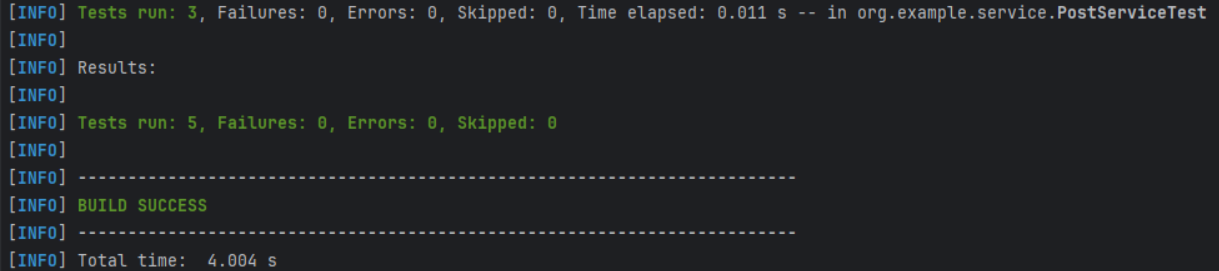 [INFO] Tests run: 3, Failures: 0, Errors: 0, Skipped: 0, Time elapsed: 0.011 s -- in org.example.service.PostServiceTest
[INFO]
[INFO] Results:
[INFO]
[INFO] Tests run: 5, Failures: 0, Errors: 0, Skipped: 0
[INFO]
[INFO] ------------------------------------------------------------------------
[INFO] BUILD SUCCESS
[INFO] ------------------------------------------------------------------------
[INFO] Total time:  4.004 s